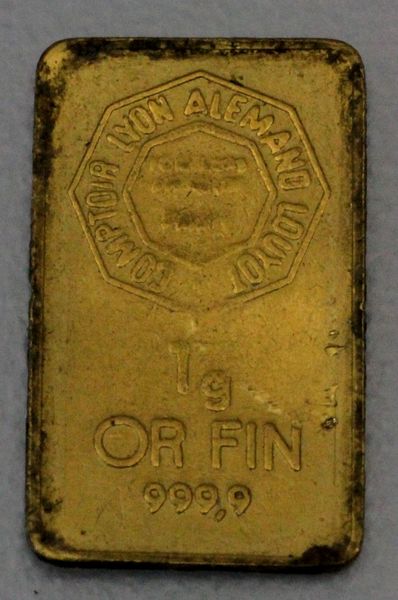 COMPTOIR LYON ALEMAND LOUYOT
1g
OR FIN
999,9